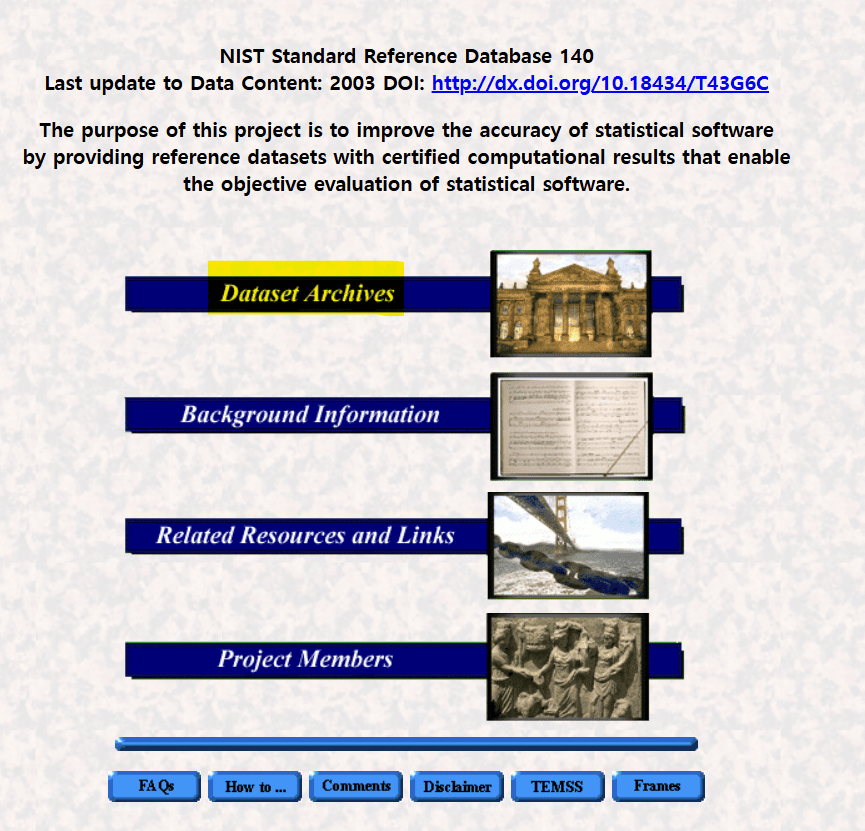 NIST Standard Reference Database 140
Last update to Data Content: 2003 DOI: http://dx.doi.org/10.18434/T43G6C
The purpose of this project is to improve the accuracy of statistical software
by providing reference datasets with certified computational results that enable
the objective evaluation of statistical software.
Dataset Archives
Background Information
Related Resources and Links
Project Members
FAQs
How to ...
Comments
Disclaimer
TEMSS
Frames